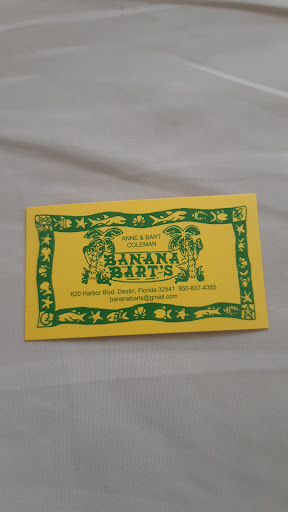 ANNE & BART
COLEMAN
BANANA
BART'S
620 Harbor Blvd. Destin, Florida 32541 850-837-4355
bananabarts@gmail.com